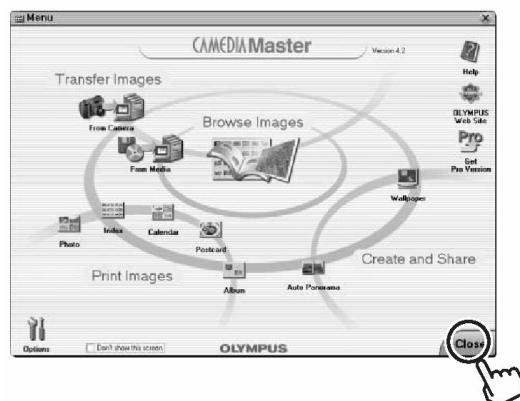 Menu
CAMEDIA Master
Version 4.2
Help
OLYMPUS
Web Site
Pro
Get
Pro Version
Transfer Images
From Camera
From Media
Browse Images
Wallpaper
Photo
Index
Calendar
Postcard
Print Images
Album
Auto Panorama
Create and Share
Options
Don't show this screen
OLYMPUS
Close